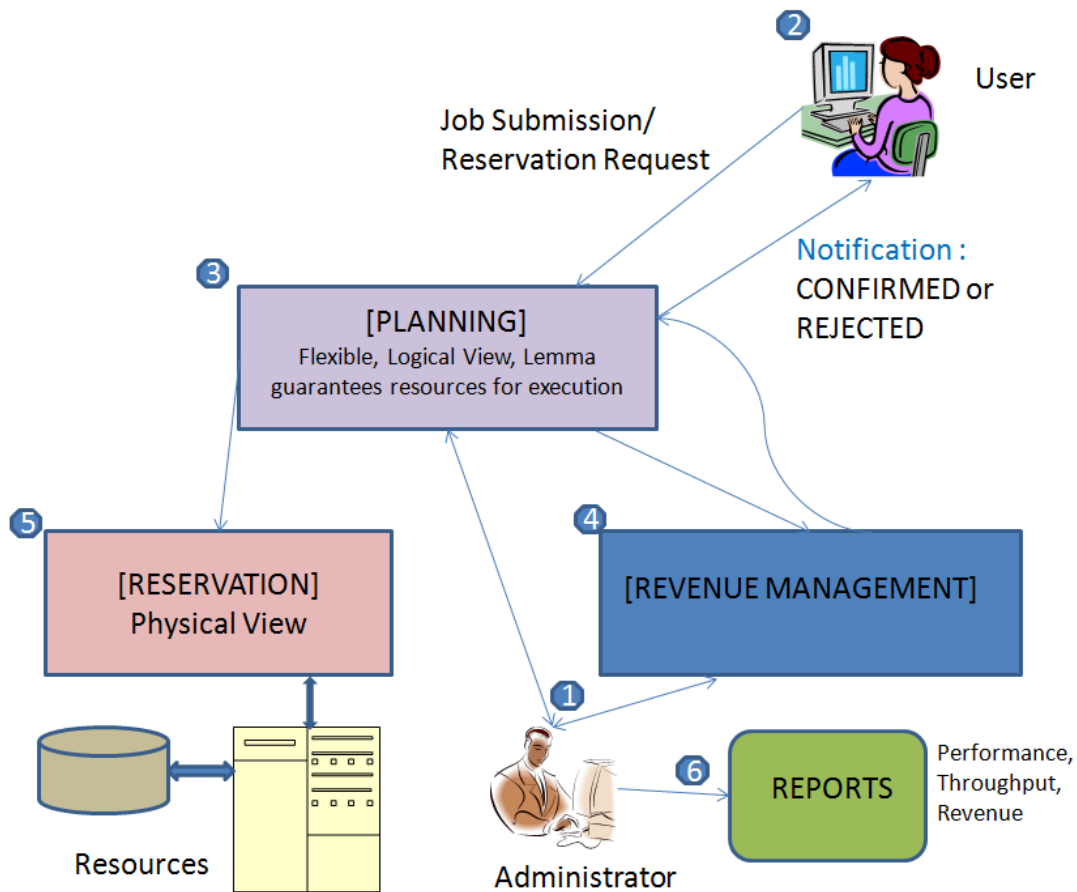 2
User
Job Submission/
Reservation Request
Notification :
CONFIRMED or
REJECTED
3
[PLANNING]
Flexible, Logical View, Lemma
guarantees resources for execution
5
[RESERVATION]
Physical View
4
[REVENUE MANAGEMENT]
1
6
REPORTS
Performance,
Throughput,
Revenue
Resources
Administrator